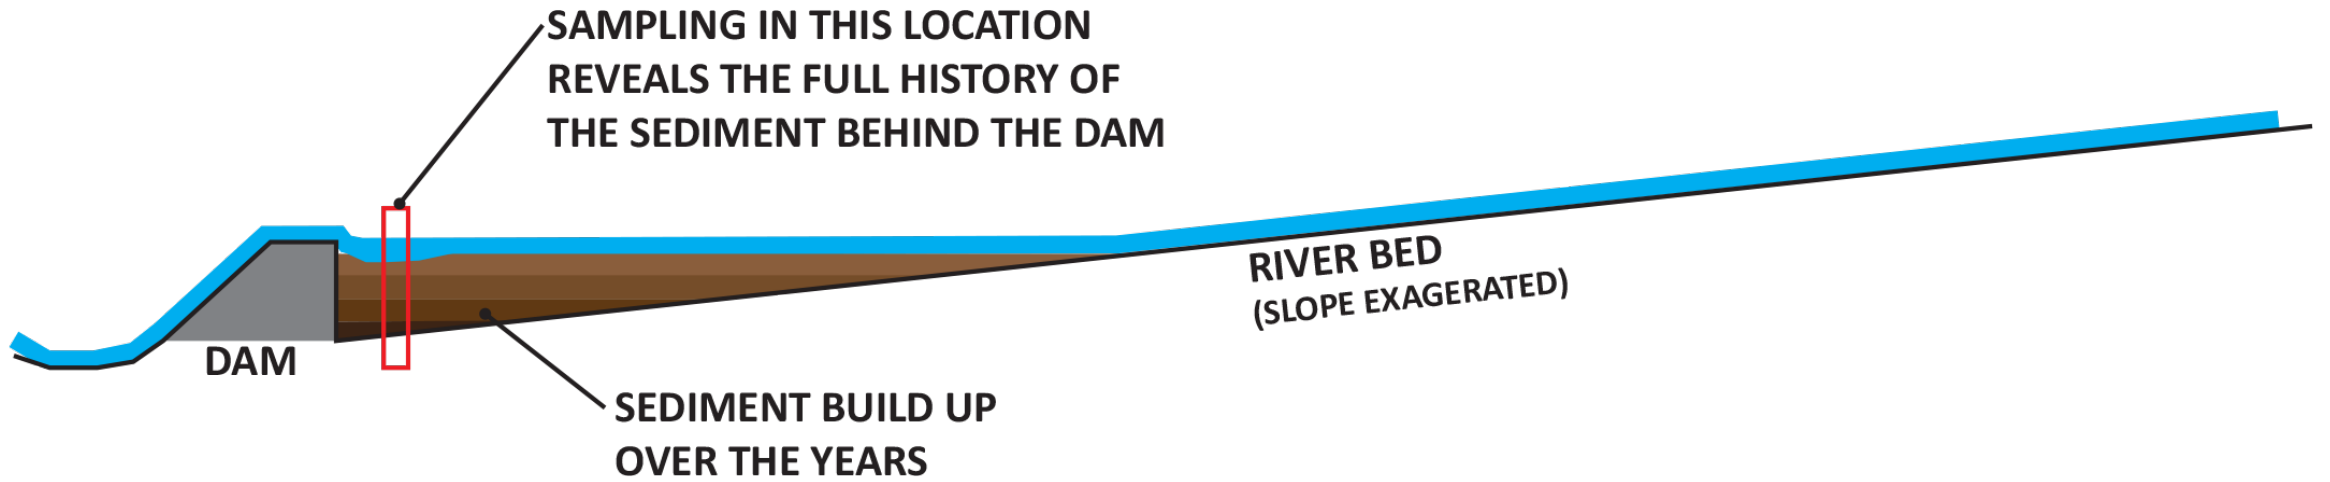 SAMPLING IN THIS LOCATION
REVEALS THE FULL HISTORY OF
THE SEDIMENT BEHIND THE DAM
RIVER BED
(SLOPE EXAGERATED)
DAM
SEDIMENT BUILD UP
OVER THE YEARS